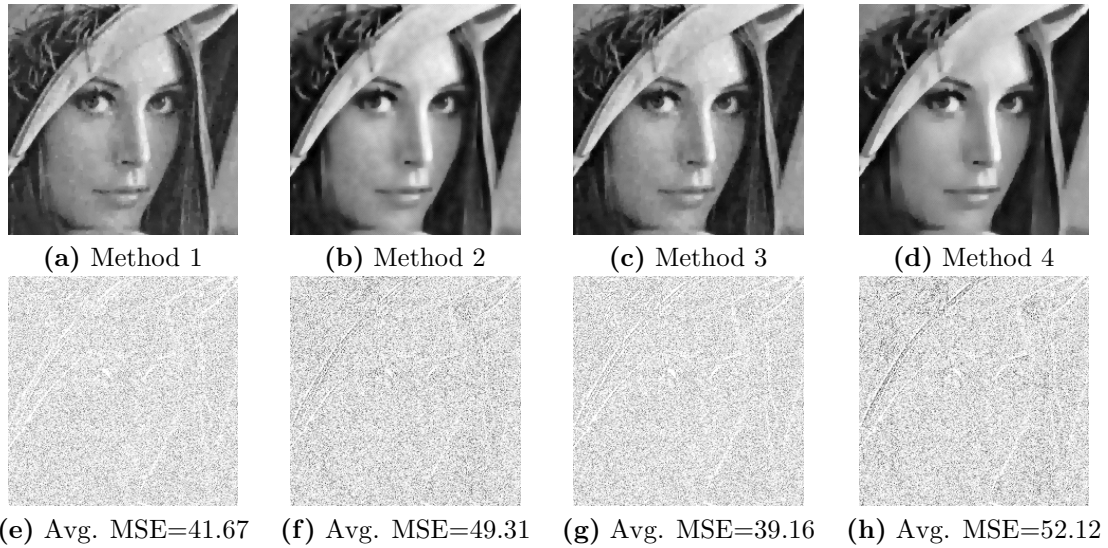 (a) Method 1 (b) Method 2 (c) Method 3 (d) Method 4
(e) Avg. MSE=41.67 (f) Avg. MSE=49.31 (g) Avg. MSE=39.16 (h) Avg. MSE=52.12